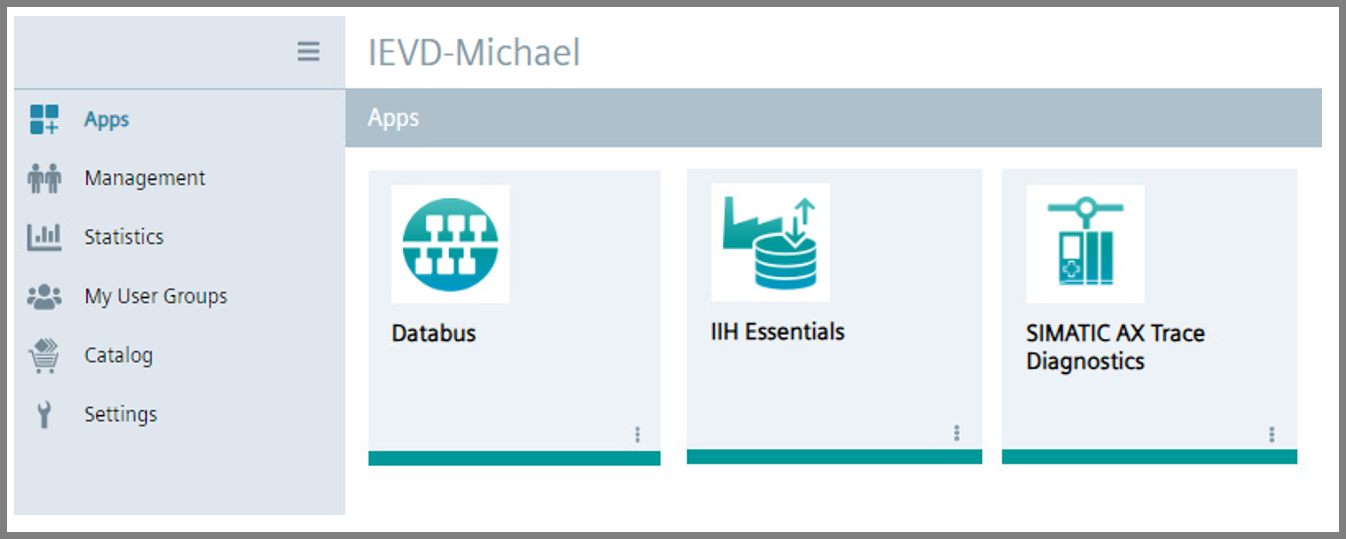 IEVD-Michael
Apps
Management
Statistics
My User Groups
Catalog
Settings
Apps
Databus
IIH Essentials
SIMATIC AX Trace
Diagnostics